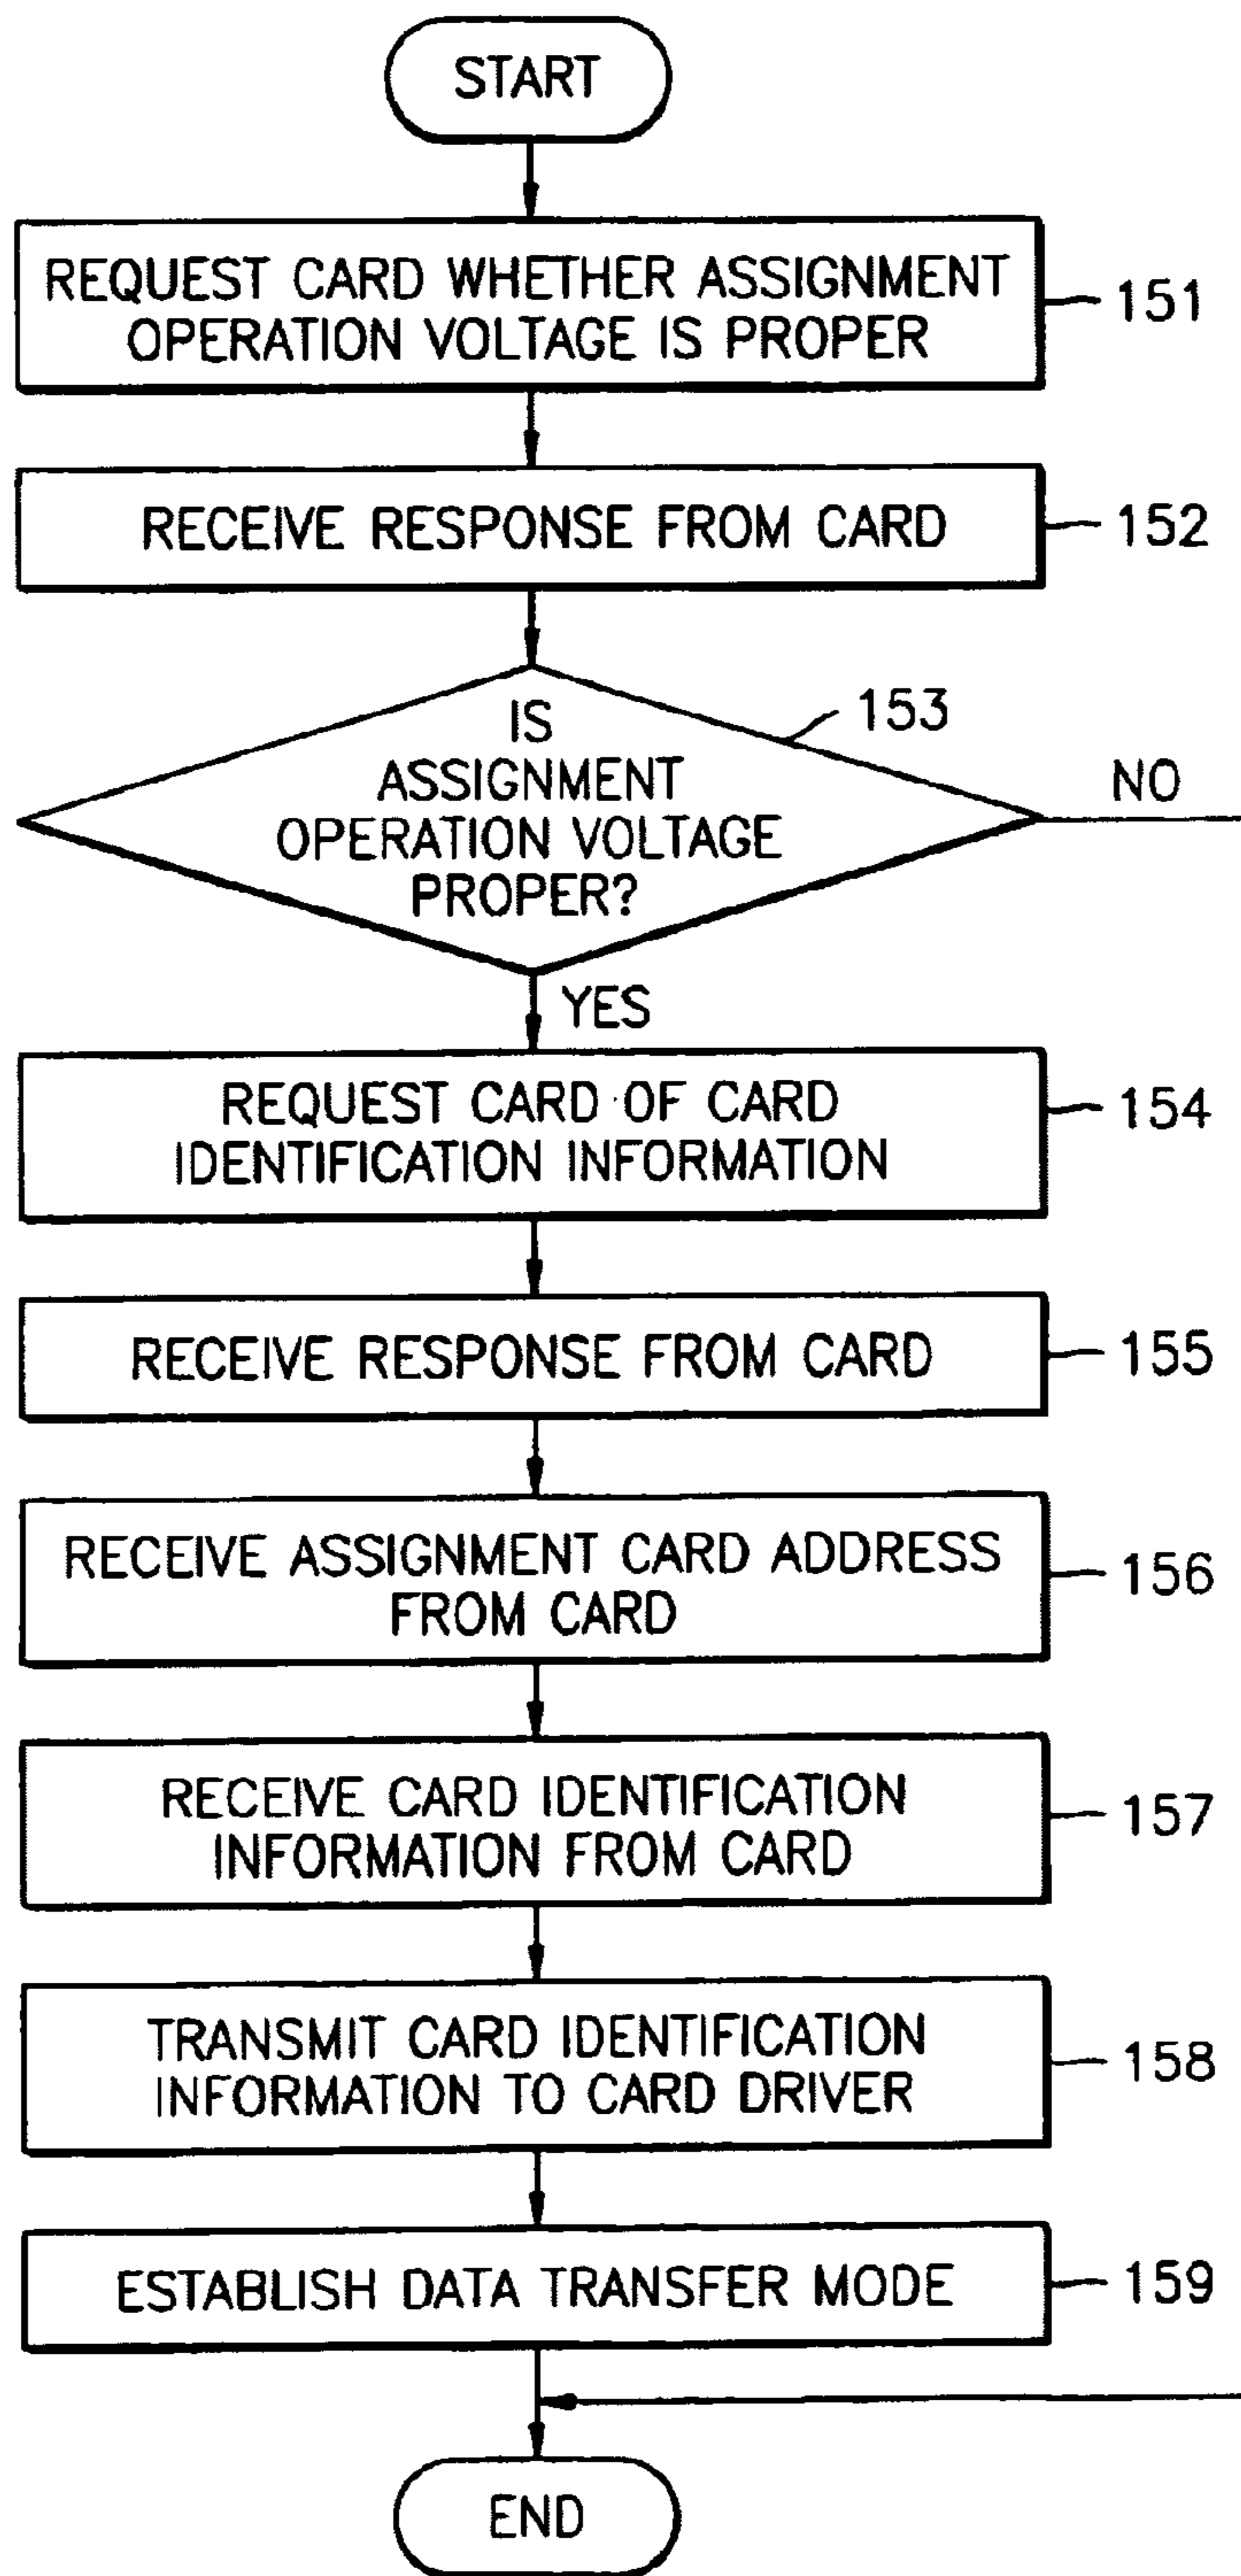 START
REQUEST CARD WHETHER ASSIGNMENT
OPERATION VOLTAGE IS PROPER
151
RECEIVE RESPONSE FROM CARD
152
IS
ASSIGNMENT
OPERATION VOLTAGE
PROPER?
153
NO
YES
REQUEST CARD OF CARD
IDENTIFICATION INFORMATION
154
RECEIVE RESPONSE FROM CARD
155
RECEIVE ASSIGNMENT CARD ADDRESS
FROM CARD
156
RECEIVE CARD IDENTIFICATION
INFORMATION FROM CARD
157
TRANSMIT CARD IDENTIFICATION
INFORMATION TO CARD DRIVER
158
ESTABLISH DATA TRANSFER MODE
159
END